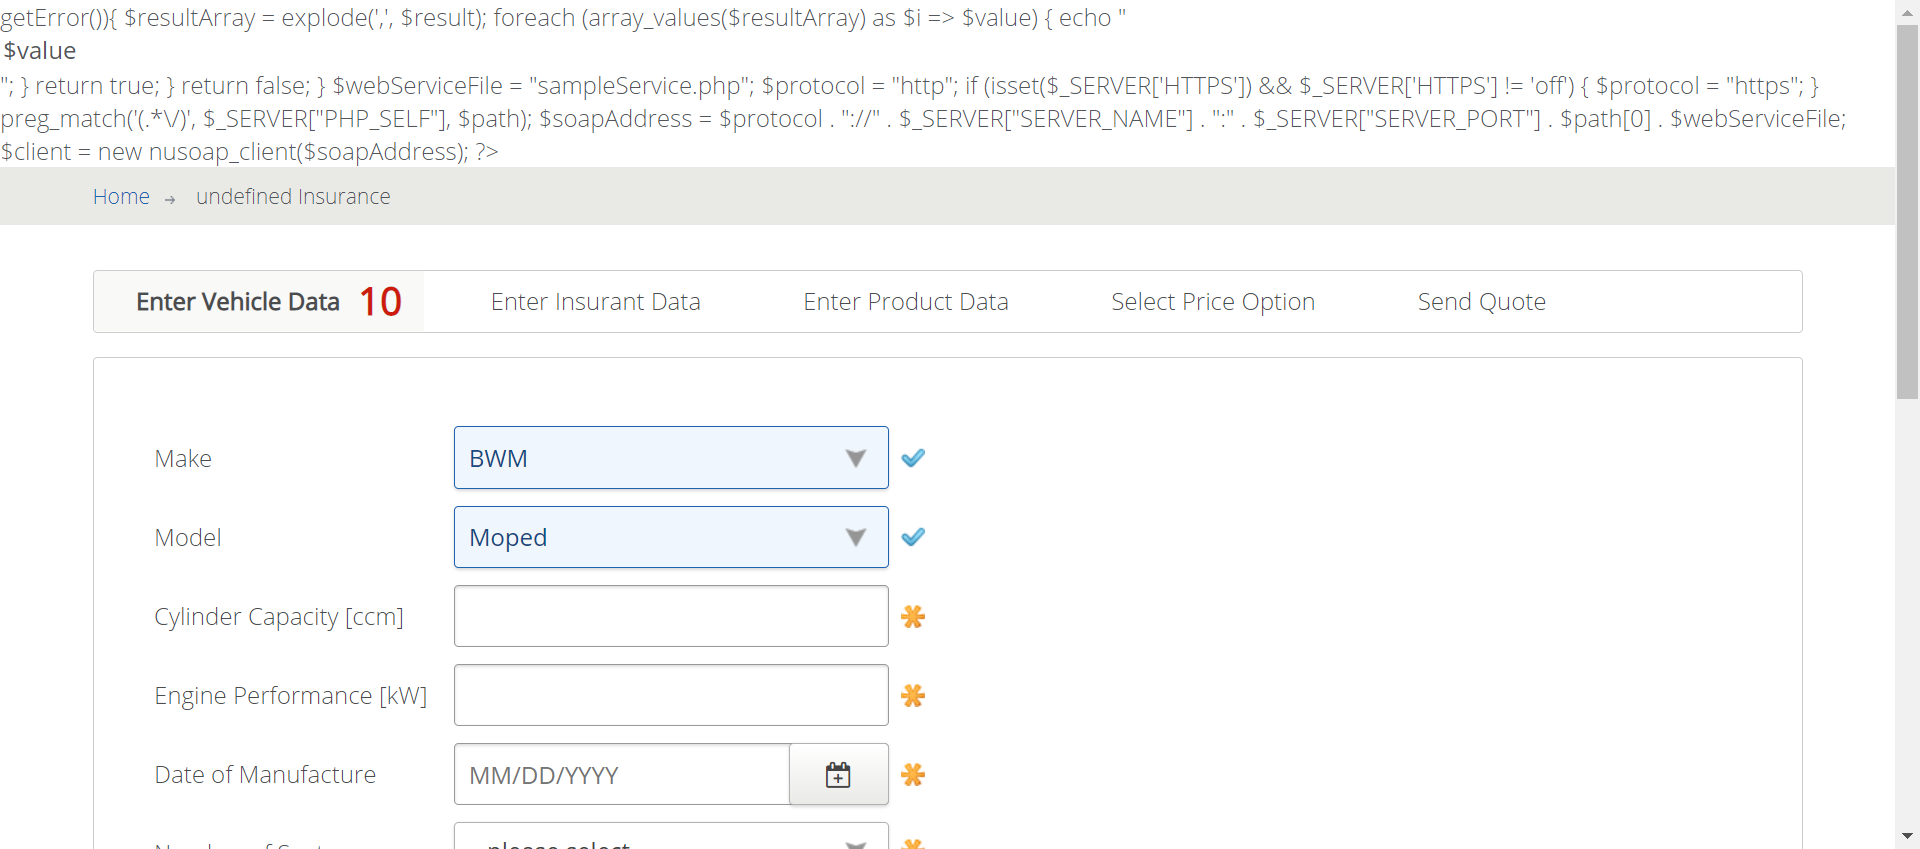 getError()){ $resultArray = explode(',', $result); foreach (array_values($resultArray) as $i => $value) { echo "
$value
"; } return true; } return false; } $webServiceFile = "sampleService.php"; $protocol = "http"; if (isset($_SERVER['HTTPS']) && $_SERVER['HTTPS'] != 'off') { $protocol = "https"; }
preg_match('(.*\/)', $_SERVER["PHP_SELF"], $path); $soapAddress = $protocol . "://" . $_SERVER["SERVER_NAME"] . ":" . $_SERVER["SERVER_PORT"] . $path[0] . $webServiceFile;
$client = new nusoap_client($soapAddress); ?>
Home → undefined Insurance
Enter Vehicle Data 10 Enter Insurant Data Enter Product Data Select Price Option Send Quote
Make BWM
Model Moped
Cylinder Capacity [ccm]
Engine Performance [kW]
Date of Manufacture MM/DD/YYYY
please select